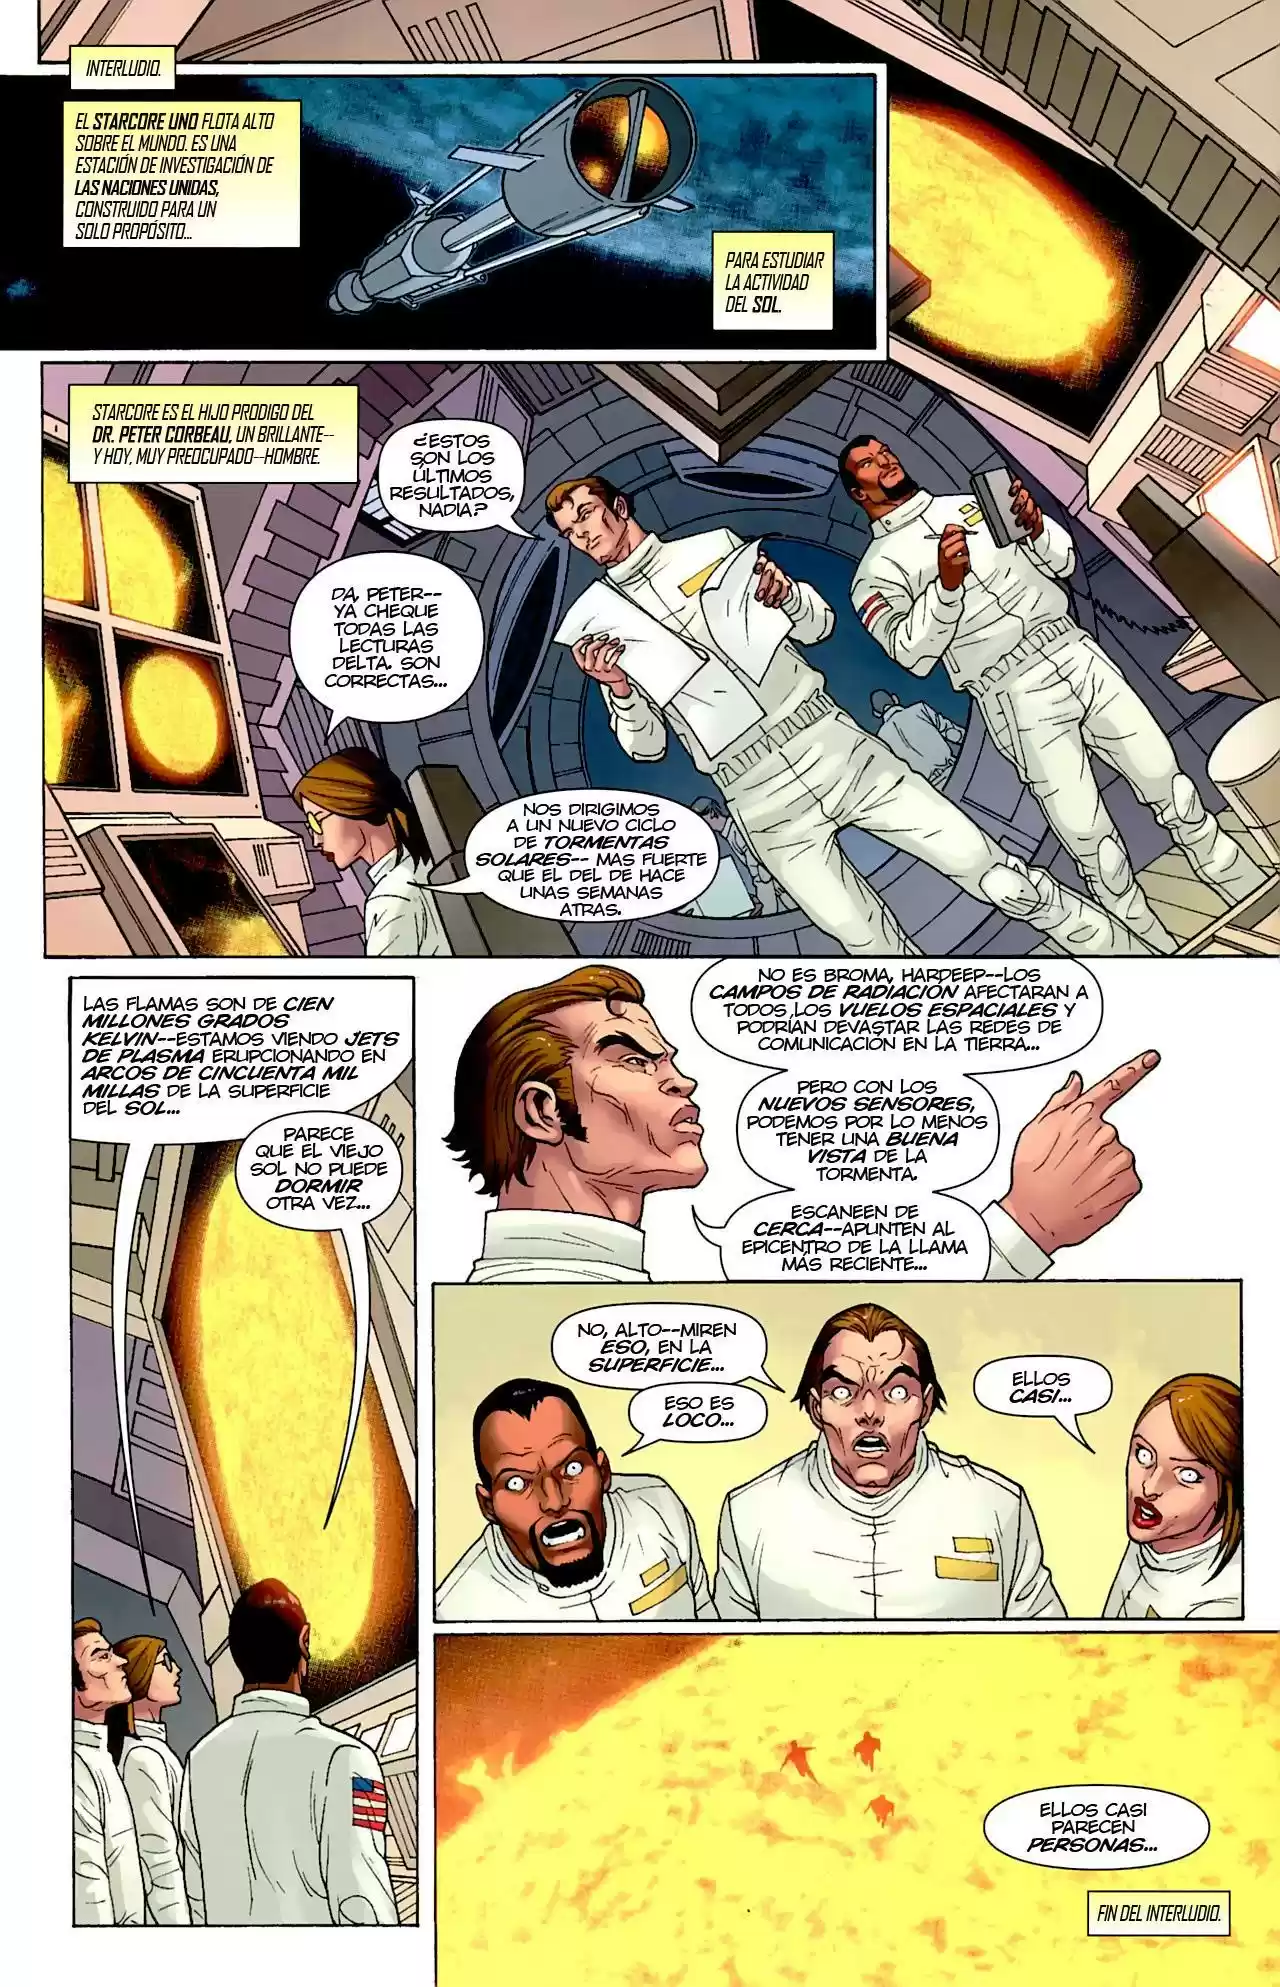 INTERLUDIO.
EL STARCORE UNO FLOTA ALTO
SOBRE EL MUNDO. ES UNA
ESTACIÓN DE INVESTIGACIÓN DE
LAS NACIONES UNIDAS,
CONSTRUIDO PARA UN
SOLO PROPÓSITO...
PARA ESTUDIAR
LA ACTIVIDAD
DEL SOL.
STARCORE ES EL HIJO PRODIGO DEL
DR. PETER CORBEAU, UN BRILLANTE--
Y HOY, MUY PREOCUPADO--HOMBRE.
¿ESTOS
SON LOS
ÚLTIMOS
RESULTADOS,
NADIA?
DA, PETER--
YA CHEQUE
TODAS LAS
LECTURAS
DELTA. SON
CORRECTAS...
NOS DIRIGIMOS
A UN NUEVO CICLO
DE TORMENTAS
SOLARES-- MAS FUERTE
QUE EL DEL DE HACE
UNAS SEMANAS
ATRAS.
LAS FLAMAS SON DE CIEN
MILLONES GRADOS
KELVIN--ESTAMOS VIENDO JETS
DE PLASMA ERUPCIONANDO EN
ARCOS DE CINCUENTA MIL
MILLAS DE LA SUPERFICIE
DEL SOL...
PARECE
QUE EL VIEJO
SOL NO PUEDE
DORMIR
OTRA VEZ...
NO ES BROMA, HARDEEP--LOS
CAMPOS DE RADIACIÓN AFECTARAN A
TODOS LOS VUELOS ESPACIALES Y
PODRÍAN DEVASTAR LAS REDES DE
COMUNICACIÓN EN LA TIERRA...
PERO CON LOS
NUEVOS SENSORES,
PODEMOS POR LO MENOS
TENER UNA BUENA
VISTA DE LA
TORMENTA.
ESCANEEN DE
CERCA--APUNTEN AL
EPICENTRO DE LA LLAMA
MÁS RECIENTE...
NO, ALTO--MIREN
ESO, EN LA
SUPERFICIE...
ESO ES
LOCO...
ELLOS
CASI...
ELLOS CASI
PARECEN
PERSONAS...
FIN DEL INTERLUDIO.